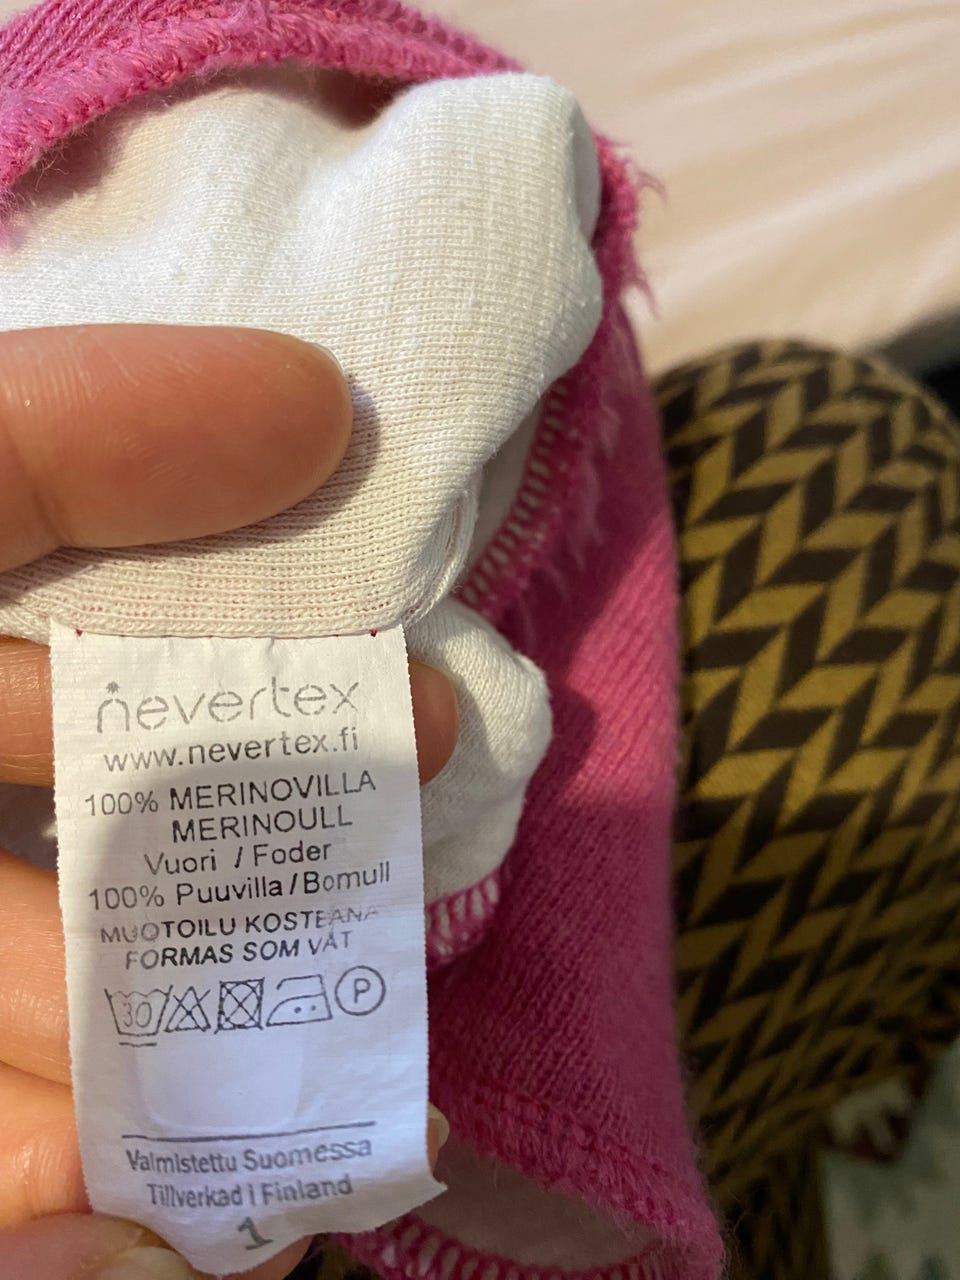 nevertex
www.nevertex.fi
100% MERINOVILLA
MERINOULL
Vuori / Foder
100% Puuvilla/Bomull
MUOTOILU KOSTEANA
FORMAS SOM VÅT
30 P
Valmistettu Suomessa
Tillverkad i Finland
1